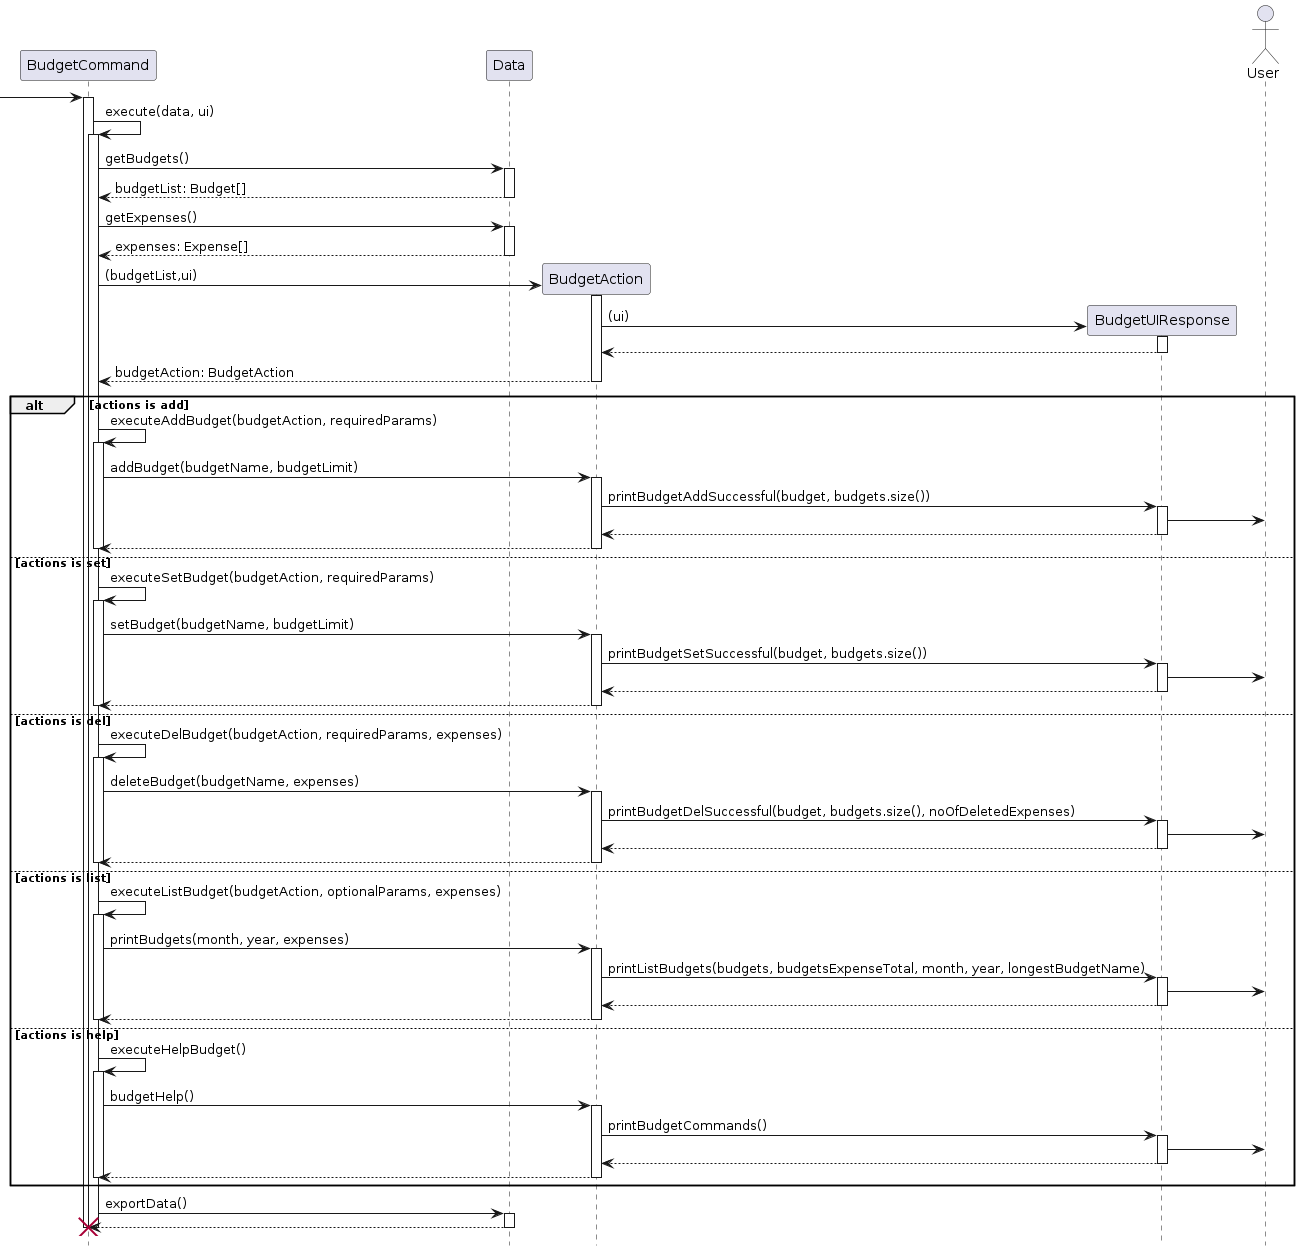 User
BudgetCommand
Data
execute(data, ui)
getBudgets()
budgetList: Budget[]
getExpenses()
expenses: Expense[]
(budgetList,ui)
BudgetAction
(ui)
BudgetUIResponse
budgetAction: BudgetAction
alt
[actions is add]
executeAddBudget(budgetAction, requiredParams)
addBudget(budgetName, budgetLimit)
printBudgetAddSuccessful(budget, budgets.size())
[actions is set]
executeSetBudget(budgetAction, requiredParams)
setBudget(budgetName, budgetLimit)
printBudgetSetSuccessful(budget, budgets.size())
[actions is del]
executeDelBudget(budgetAction, requiredParams, expenses)
deleteBudget(budgetName, expenses)
printBudgetDelSuccessful(budget, budgets.size(), noOfDeletedExpenses)
[actions is list]
executeListBudget(budgetAction, optionalParams, expenses)
printBudgets(month, year, expenses)
printListBudgets(budgets, budgetsExpenseTotal, month, year, longestBudgetName)
[actions is help]
executeHelpBudget()
budgetHelp()
printBudgetCommands()
exportData()